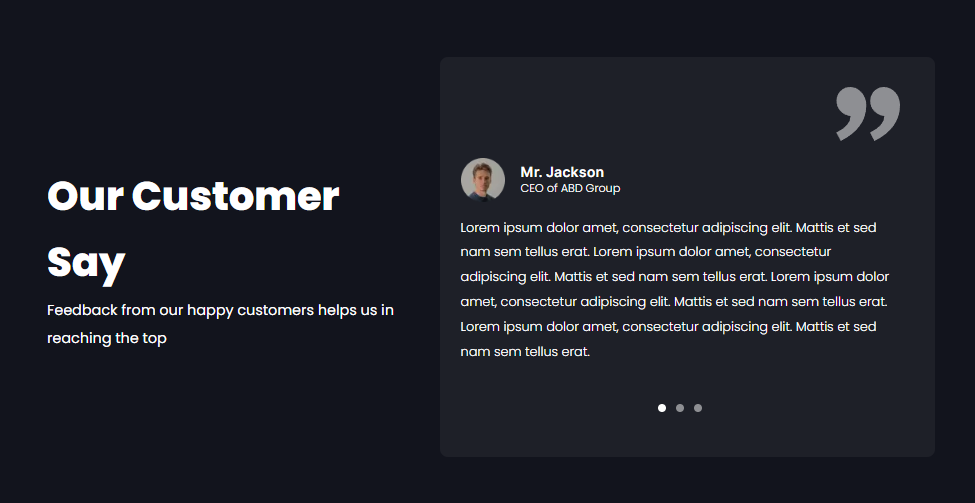 Our Customer
Say
Feedback from our happy customers helps us in
reaching the top
”
Mr. Jackson
CEO of ABD Group
Lorem ipsum dolor amet, consectetur adipiscing elit. Mattis et sed
nam sem tellus erat. Lorem ipsum dolor amet, consectetur
adipiscing elit. Mattis et sed nam sem tellus erat. Lorem ipsum dolor
amet, consectetur adipiscing elit. Mattis et sed nam sem tellus erat.
Lorem ipsum dolor amet, consectetur adipiscing elit. Mattis et sed
nam sem tellus erat.